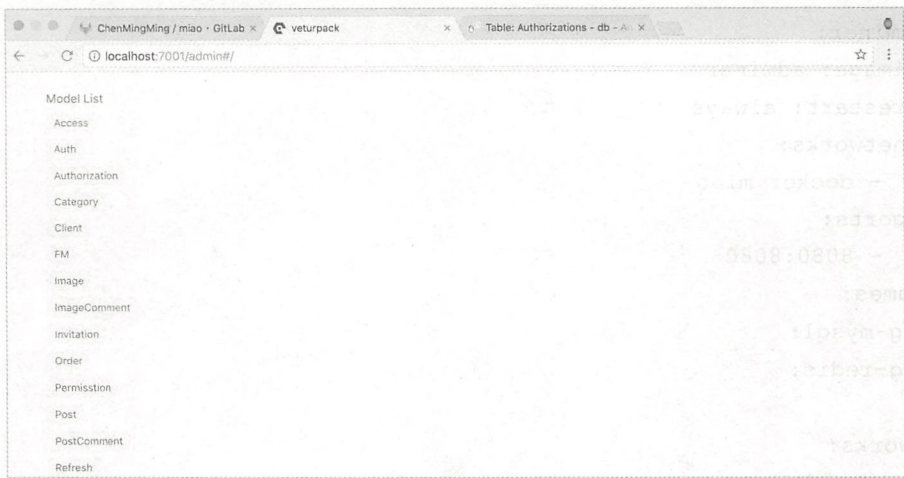 ChenMingMing / miao · GitLab
veturpack
Table: Authorizations - db - A
localhost:7001/admin#/
Model List
Access
Auth
Authorization
Category
Client
FM
Image
ImageComment
Invitation
Order
Permisstion
Post
PostComment
Refresh